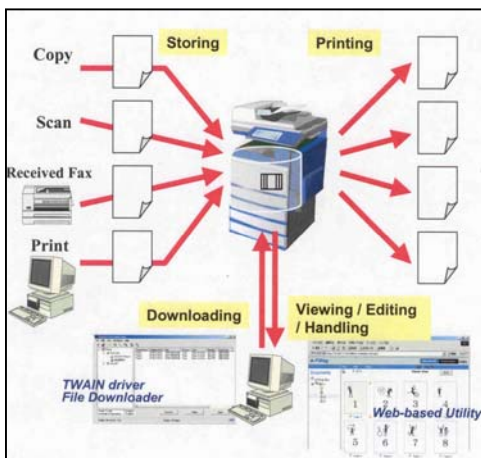 Copy
Storing
Printing
Scan
Received Fax
Print
Downloading
Viewing / Editing
/ Handling
TWAIN driver
File Downloader
Web-based Utility
1 2 3 4
5 6 7 8